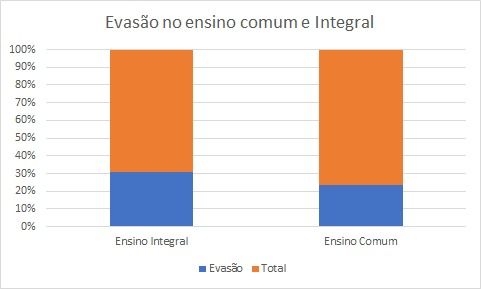 Evasão no ensino comum e Integral
100%
90%
80%
70%
60%
50%
40%
30%
20%
10%
0%
Ensino Integral
Ensino Comum
Evasão
Total